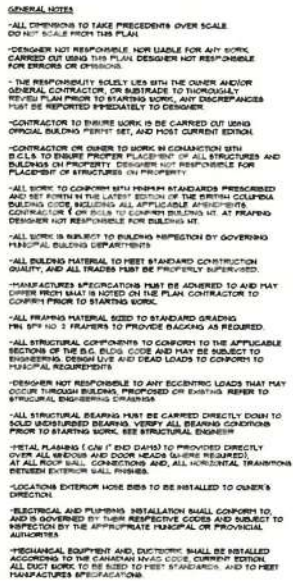 GENERAL NOTES
-ALL DIMENSIONS TO TAKE PRECEDENTS OVER SCALE
DO NOT SCALE FROM THIS PLAN.
-DESIGNER NOT RESPONSIBLE NOR LIABLE FOR ANY WORK
CARRIED OUT USING THIS PLAN. DESIGNER NOT RESPONSIBLE
FOR ERRORS OR OMISSIONS.
- THE RESPONSIBILITY SOLELY LIES WITH THE OWNER AND/OR
GENERAL CONTRACTOR, OR SUBTRADE TO THOROUGHLY
REVIEW PLAN PRIOR TO STARTING WORK, ANY DISCREPANCIES
MUST BE REPORTED IMMEDIATELY TO DESIGNER
-CONTRACTOR TO ENSURE WORK IS BE CARRIED OUT USING
OFFICIAL BUILDING PERMIT SET, AND MOST CURRENT EDITION.
-CONTRACTOR OR OWNER TO WORK IN CONJUNCTION WITH
B.C.L.S. TO ENSURE PROPER PLACEMENT OF ALL STRUCTURES AND
BUILDINGS ON PROPERTY. DESIGNER NOT RESPONSIBLE FOR
PLACEMENT OF STRUCTURES ON PROPERTY
-ALL WORK TO CONFORM WITH MINIMUM STANDARDS PRESCRIBED
AND SET FORTH IN THE LATEST EDITION OF THE BRITISH COLUMBIA
BUILDING CODE, INCLUDING ALL APPLICABLE AMENDMENTS.
CONTRACTOR & OR BCLS TO CONFIRM BUILDING HT. AT FRAMING
DESIGNER NOT RESPONSIBLE FOR BUILDING HT.
-ALL WORK IS SUBJECT TO BUILDING INSPECTION BY GOVERNING
MUNICIPAL BUILDING DEPARTMENTS
-ALL BUILDING MATERIAL TO MEET STANDARD CONSTRUCTION
QUALITY, AND ALL TRADES MUST BE PROPERLY SUPERVISED.
-MANUFACTURES SPECIFICATIONS MUST BE ADHERED TO AND MAY
DIFFER FROM WHAT IS NOTED ON THE PLAN. CONTRACTOR TO
CONFIRM PRIOR TO STARTING WORK.
-ALL FRAMING MATERIAL SIZED TO STANDARD GRADING
MIN. SPF NO 2 FRAMERS TO PROVIDE BACKING AS REQUIRED.
-ALL STRUCTURAL COMPONENTS TO CONFORM TO THE APPLICABLE
SECTIONS OF THE B.C. BLDG. CODE AND MAY BE SUBJECT TO
ENGINEERING. DESIGN LIVE AND DEAD LOADS TO CONFORM TO
MUNICIPAL REQUIREMENTS
-DESIGNER NOT RESPONSIBLE TO ANY ECCENTRIC LOADS THAT MAY
OCCUR THROUGH BUILDING, PROPOSED OR EXISTING. REFER TO
STRUCURAL ENGINEERING DRAWINGS
-ALL STRUCTURAL BEARING MUST BE CARRIED DIRECTLY DOWN TO
SOLID UNDISTURBED BEARING. VERIFY ALL BEARING CONDITIONS
PRIOR TO STARTING WORK, SEE STRUCTURAL ENGINEER
-METAL FLASHING ( C/W 1" END DAMS) TO PROVIDED DIRECTLY
OVER ALL WINDOWS AND DOOR HEADS (WHERE REQUIRED),
AT ALL ROOF WALL CONNECTIONS AND, ALL HORIZONTAL TRANSITIONS
BETWEEN EXTERIOR WALL FINISHES.
-LOCATIONS EXTERIOR HOSE BIBS TO BE INSTALLED TO OWNER'S
DIRECTION.
-ELECTRICAL AND PLUMBING INSTALLATION SHALL CONFORM TO,
AND IS GOVERNED BY THEIR RESPECTIVE CODES AND SUBJECT TO
INSPECTION BY THE APPROPRIATE MUNICIPAL OR PROVINCIAL
AUTHORITIES
-MECHANICAL EQUIPMENT AND, DUCTWORK SHALL BE INSTALLED
ACCORDING TO THE CANADIAN HVAC CODE, CURRENT EDITION.
ALL DUCT WORK TO BE SIZED TO MEET STANDARDS, AND TO MEET
MANUFACTURES SPECIFACATIONS.